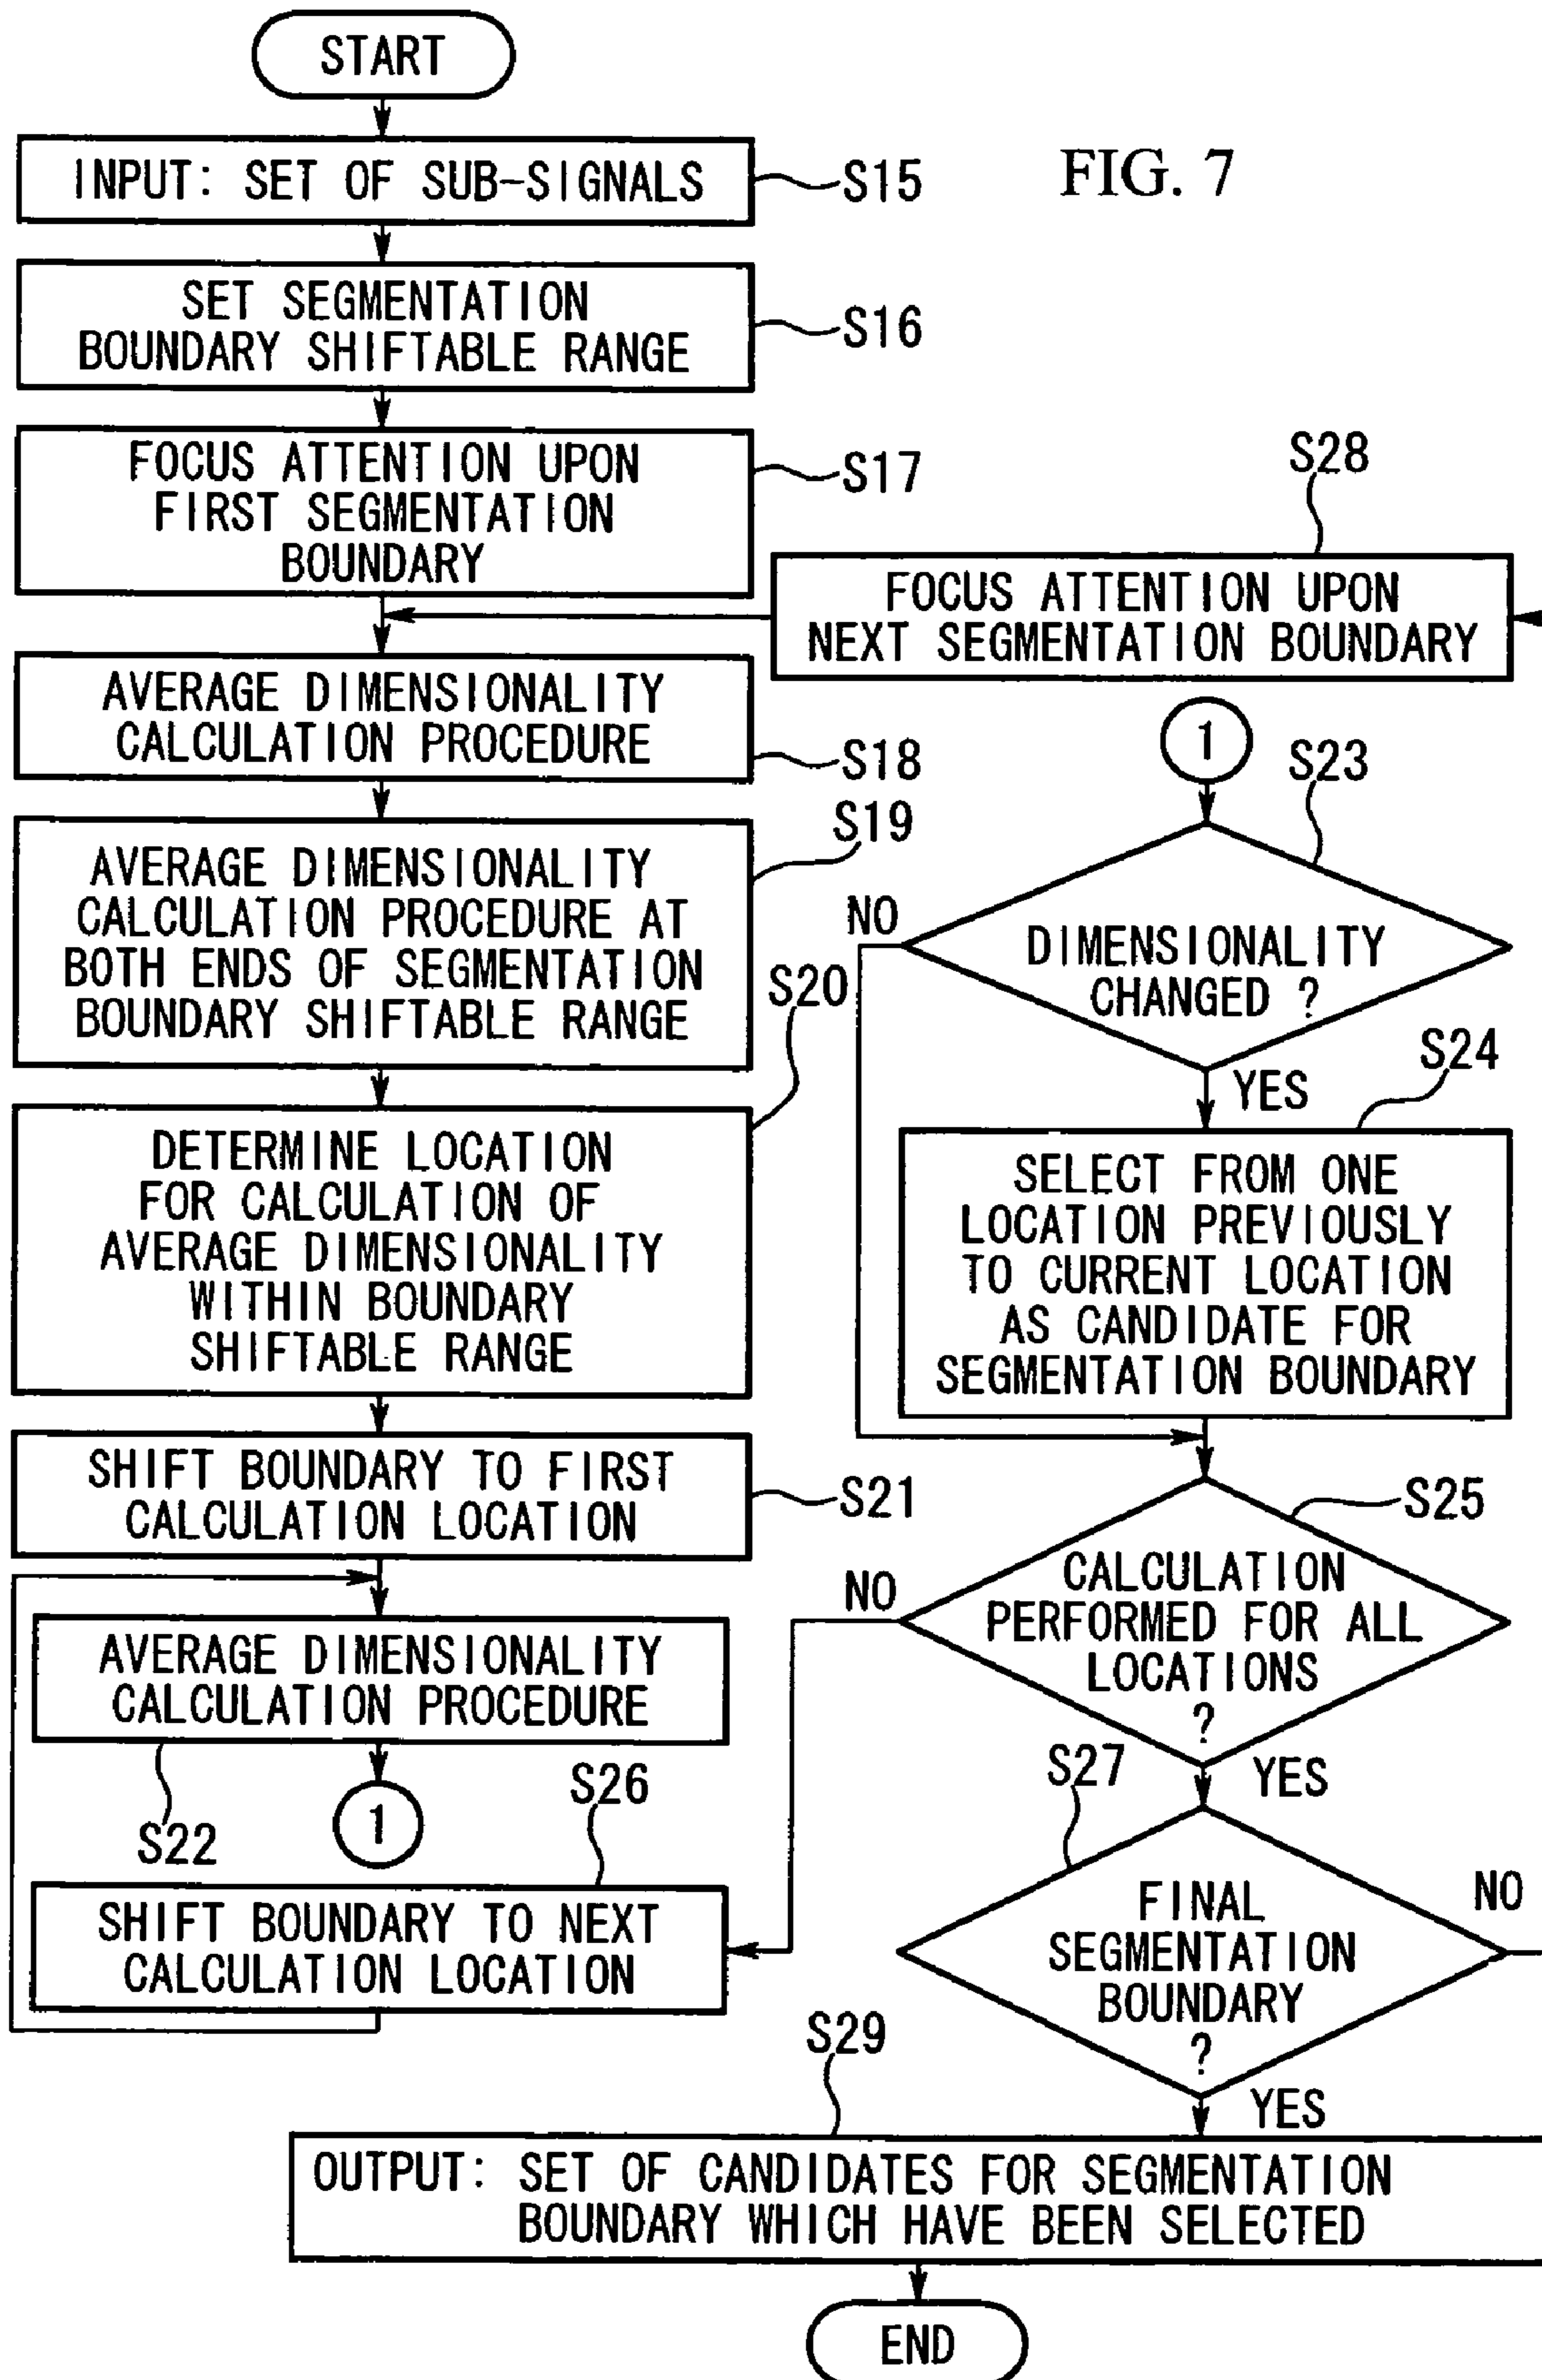 START
INPUT: SET OF SUB-SIGNALS
S15
FIG. 7
SET SEGMENTATION
BOUNDARY SHIFTABLE RANGE
S16
FOCUS ATTENTION UPON
FIRST SEGMENTATION
BOUNDARY
S17
S28
FOCUS ATTENTION UPON
NEXT SEGMENTATION BOUNDARY
AVERAGE DIMENSIONALITY
CALCULATION PROCEDURE
S18
AVERAGE DIMENSIONALITY
CALCULATION PROCEDURE AT
BOTH ENDS OF SEGMENTATION
BOUNDARY SHIFTABLE RANGE
S19
DETERMINE LOCATION
FOR CALCULATION OF
AVERAGE DIMENSIONALITY
WITHIN BOUNDARY
SHIFTABLE RANGE
S20
SHIFT BOUNDARY TO FIRST
CALCULATION LOCATION
S21
AVERAGE DIMENSIONALITY
CALCULATION PROCEDURE
S22
1
S26
SHIFT BOUNDARY TO NEXT
CALCULATION LOCATION
1
S23
NO
DIMENSIONALITY
CHANGED ?
YES
S24
SELECT FROM ONE
LOCATION PREVIOUSLY
TO CURRENT LOCATION
AS CANDIDATE FOR
SEGMENTATION BOUNDARY
S25
NO
CALCULATION
PERFORMED FOR ALL
LOCATIONS
?
YES
S27
FINAL
SEGMENTATION
BOUNDARY
?
NO
YES
S29
OUTPUT: SET OF CANDIDATES FOR SEGMENTATION
BOUNDARY WHICH HAVE BEEN SELECTED
END